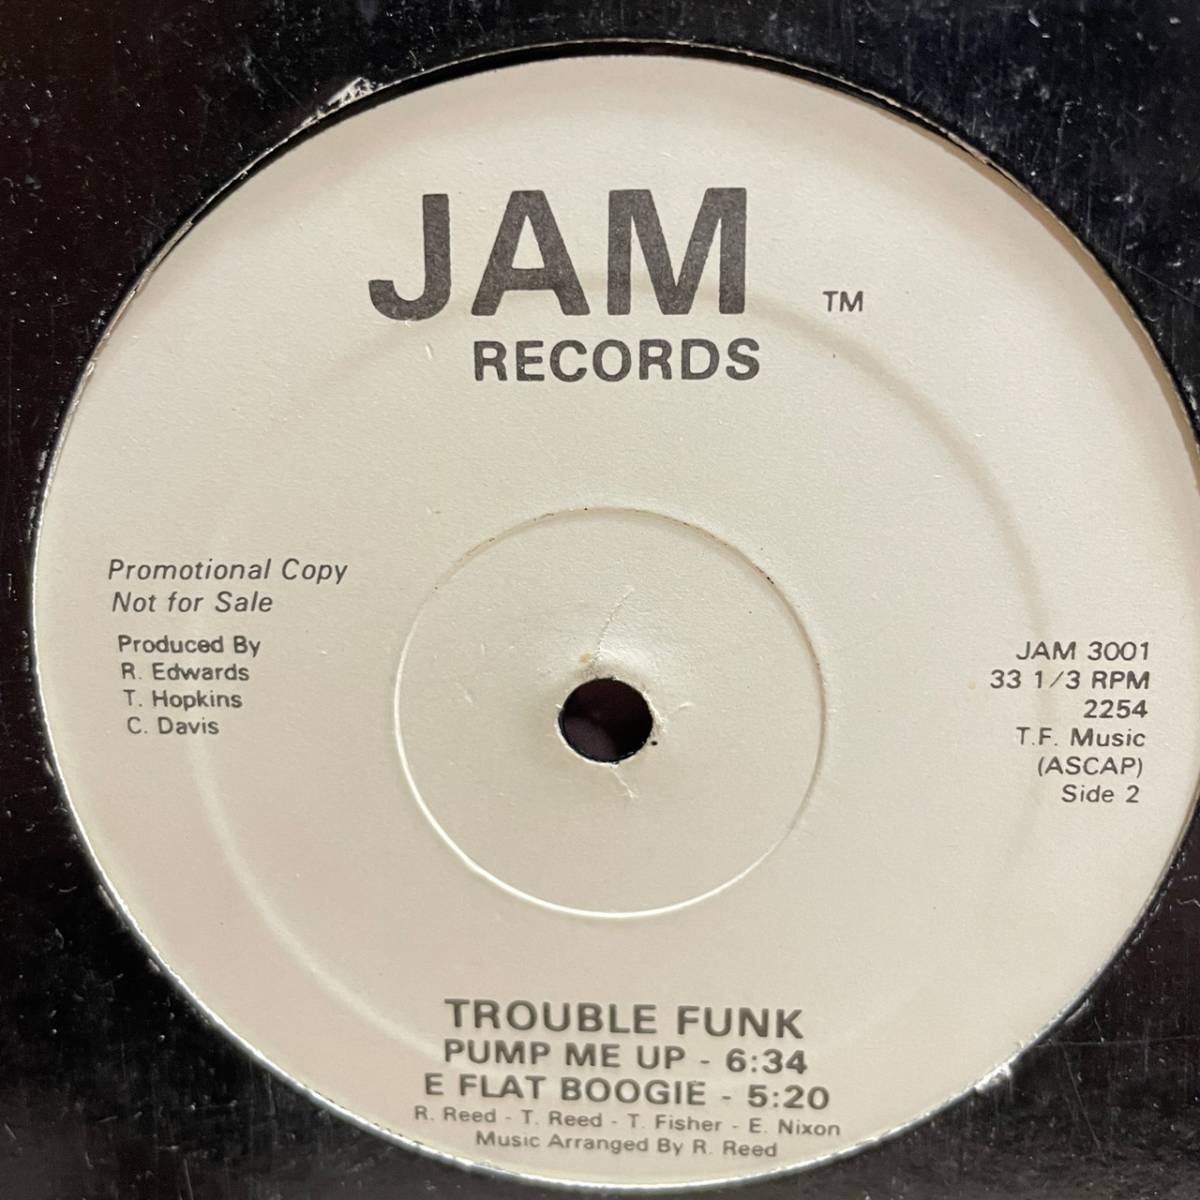 JAM TM
RECORDS
Promotional Copy
Not for Sale
Produced By
R. Edwards
T. Hopkins
C. Davis
JAM 3001
33 1/3 RPM
2254
T.F. Music
(ASCAP)
Side 2
TROUBLE FUNK
PUMP ME UP - 6:34
E FLAT BOOGIE - 5:20
R. Reed - T. Reed - T. Fisher - E. Nixon
Music Arranged By R. Reed